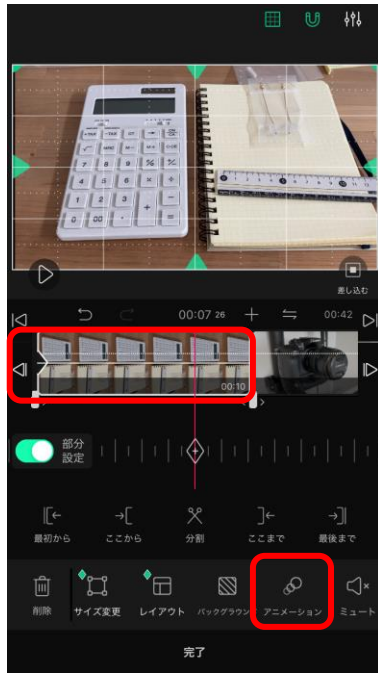 差し込む
00:07 26
00:42
00:10
部分
設定
最初から
ここから
分割
ここまで
最後まで
削除
サイズ変更
レイアウト
バックグラウンド
アニメーション
ミュート
完了